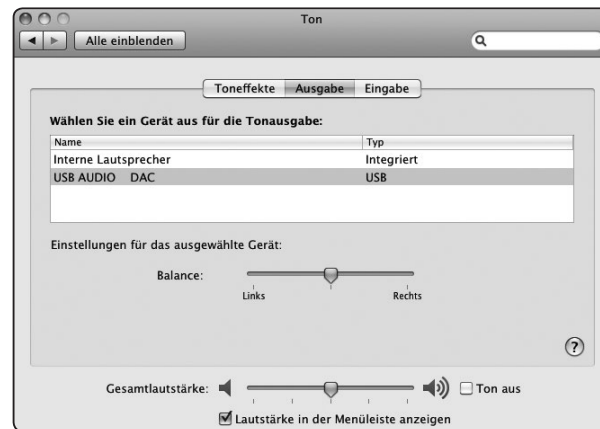 Ton
Alle einblenden
Toneffekte Ausgabe Eingabe
Wählen Sie ein Gerät aus für die Tonausgabe:
Name Typ
Interne Lautsprecher Integriert
USB AUDIO DAC USB
Einstellungen für das ausgewählte Gerät:
Balance:
Links Rechts
?
Gesamtlautstärke: Ton aus
Lautstärke in der Menüleiste anzeigen